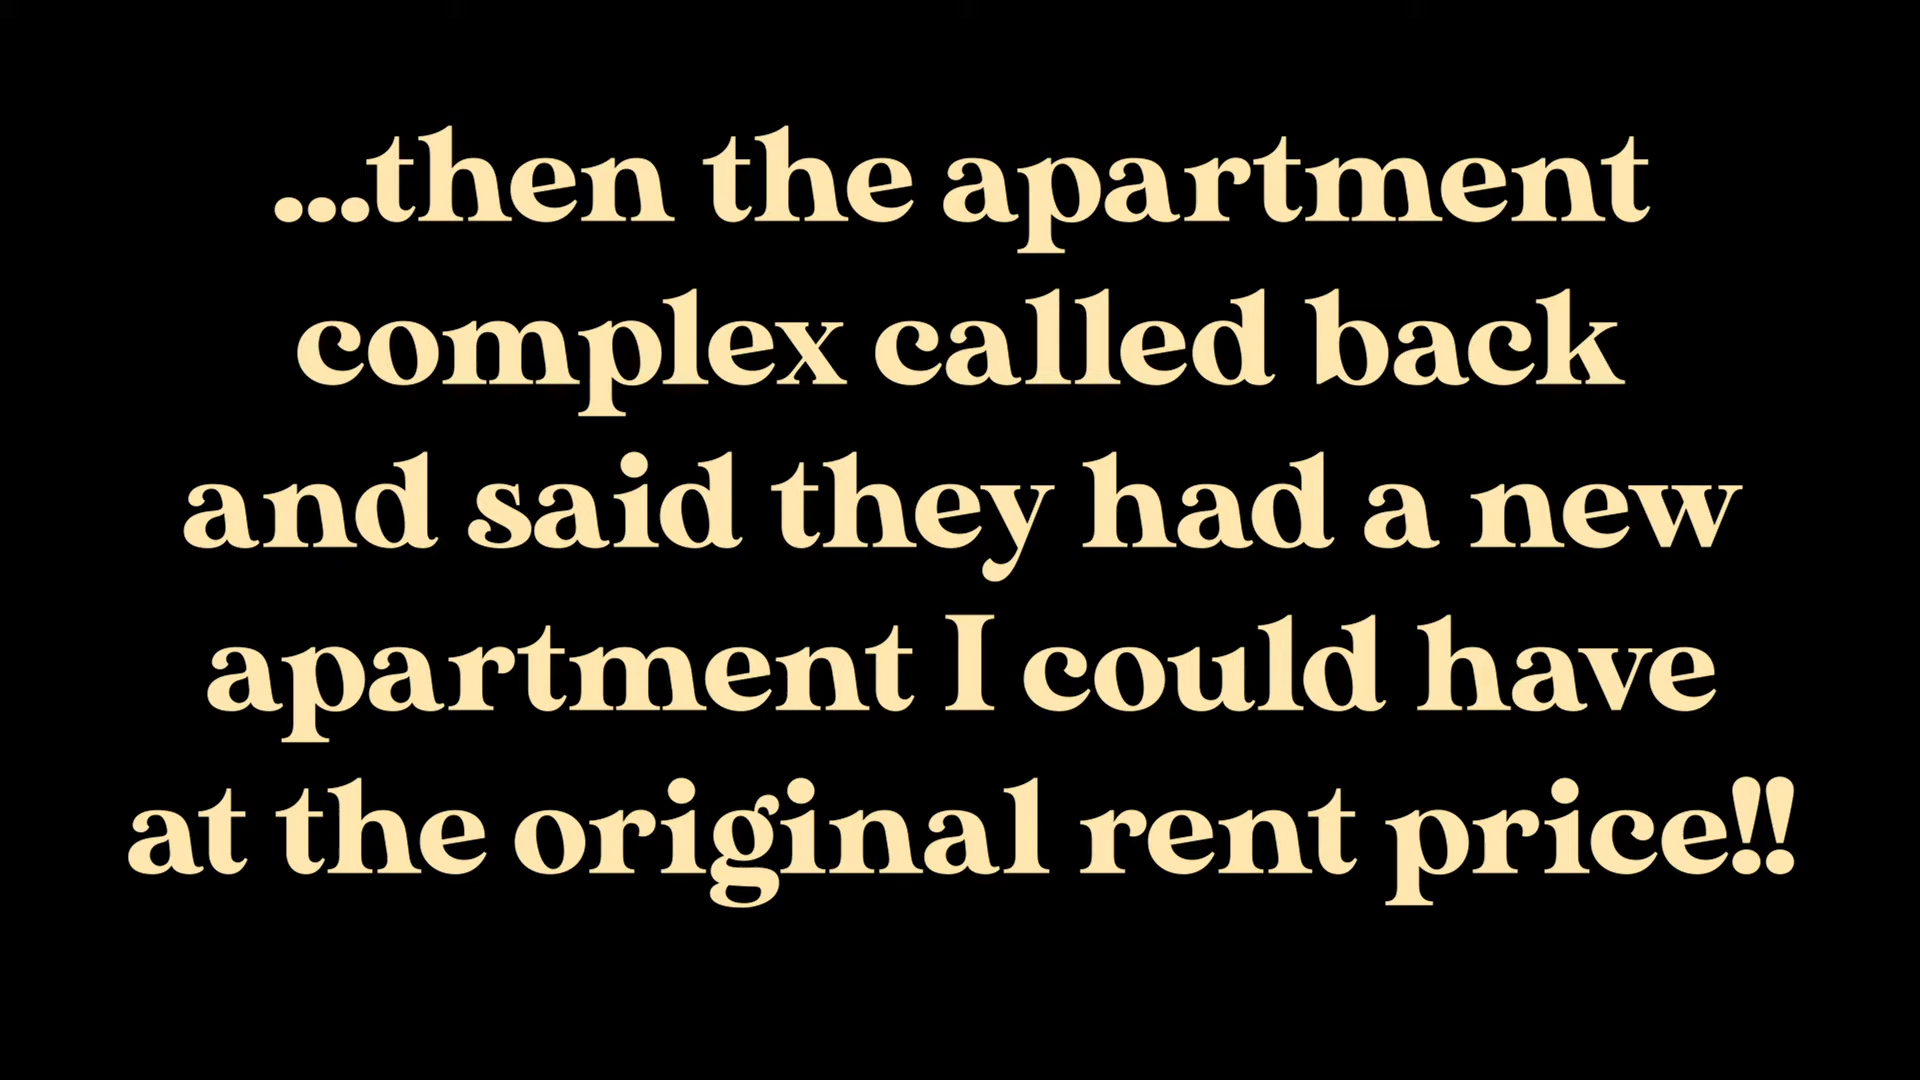 ...then the apartment
complex called back
and said they had a new
apartment I could have
at the original rent price!!